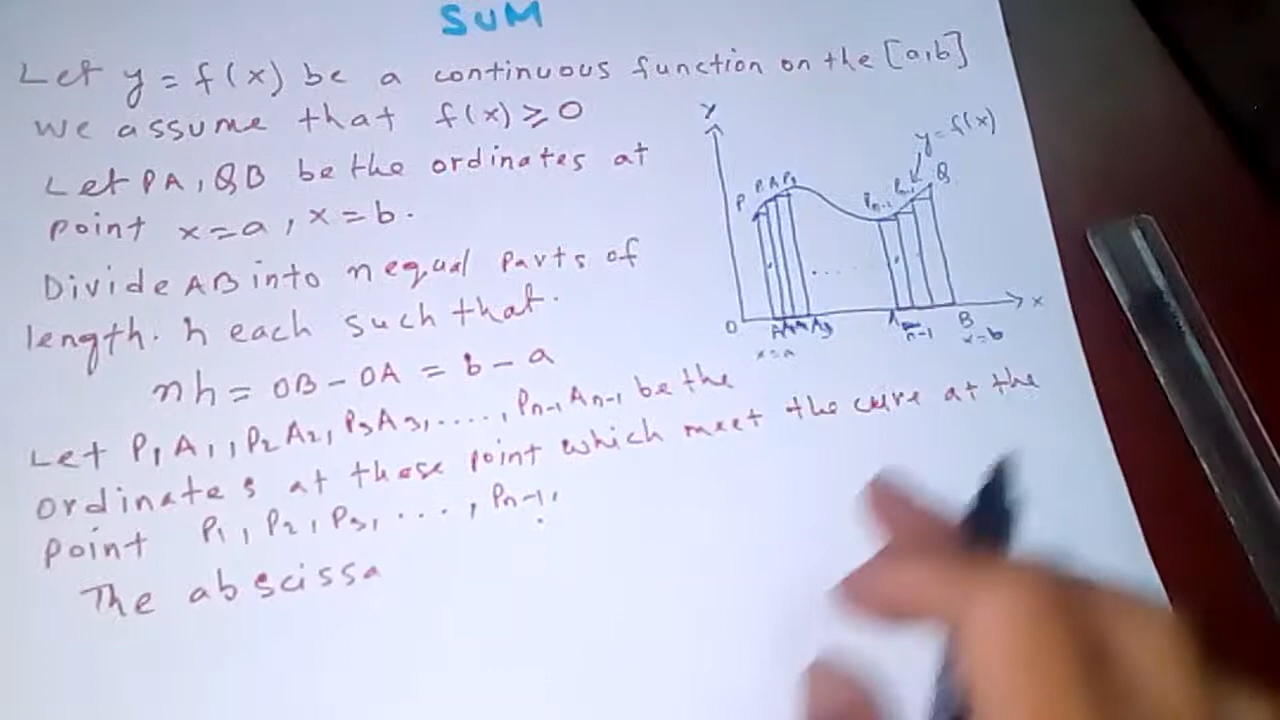 SUM
Let y = f(x) be a continuous function on the [a,b]
we assume that f(x) ≥ 0
Let PA, QB be the ordinates at
point x=a, x=b.
Divide AB into n equal parts of
length. h each such that.
nh = OB - OA = b - a
Let P1A1, P2A2, P3A3, ...., Pn-1 An-1 be the
ordinates at these point which meet the curve at the
point P1, P2, P3, ..., Pn-1.
The abscissa
Y
y=f(x)
P
Pn-1
Q
O
x
B
x=a
n-1
x=b